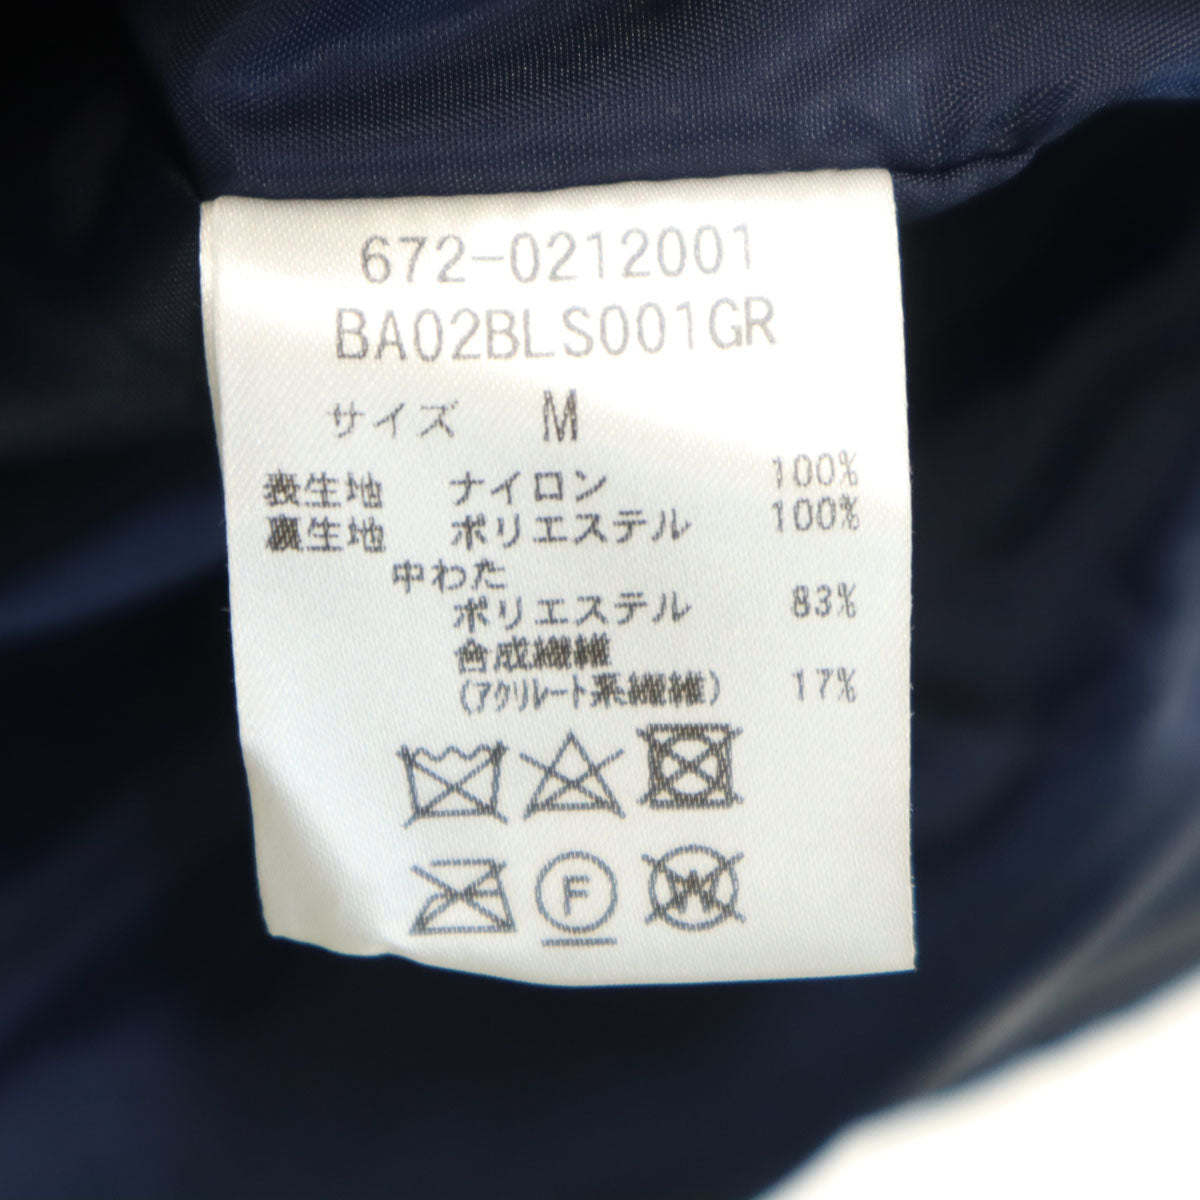 672-0212001
BA02BLS001GR
サイズ M
表生地 ナイロン 100%
裏生地 ポリエステル 100%
中わた
ポリエステル 83%
合成繊維
(アクリレート系繊維) 17%
F
W